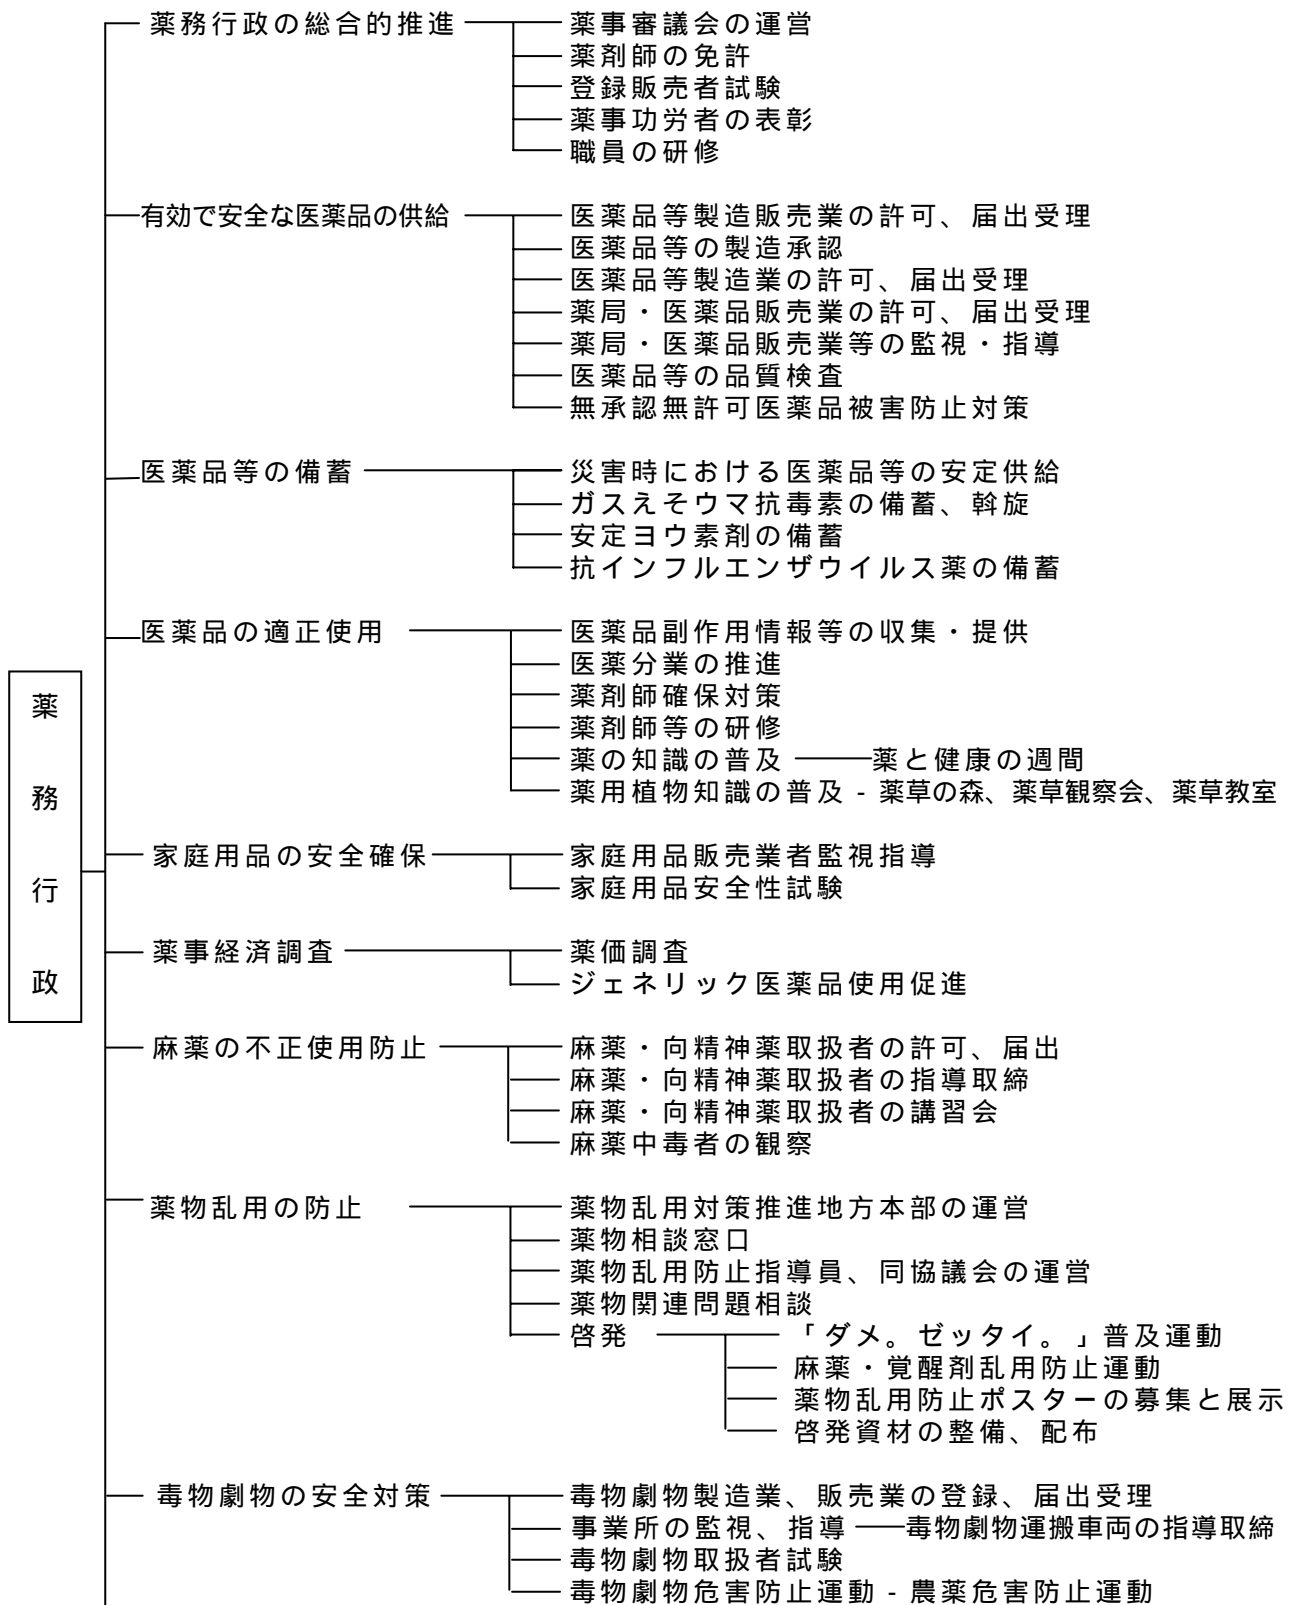 薬務行政
薬務行政の総合的推進
薬事審議会の運営
薬剤師の免許
登録販売者試験
薬事功労者の表彰
職員の研修
有効で安全な医薬品の供給
医薬品等製造販売業の許可、届出受理
医薬品等の製造承認
医薬品等製造業の許可、届出受理
薬局・医薬品販売業の許可、届出受理
薬局・医薬品販売業等の監視・指導
医薬品等の品質検査
無承認無許可医薬品被害防止対策
医薬品等の備蓄
災害時における医薬品等の安定供給
ガスえそウマ抗毒素の備蓄、斡旋
安定ヨウ素剤の備蓄
抗インフルエンザウイルス薬の備蓄
医薬品の適正使用
医薬品副作用情報等の収集・提供
医薬分業の推進
薬剤師確保対策
薬剤師等の研修
薬の知識の普及 ―― 薬と健康の週間
薬用植物知識の普及 - 薬草の森、薬草観察会、薬草教室
家庭用品の安全確保
家庭用品販売業者監視指導
家庭用品安全性試験
薬事経済調査
薬価調査
ジェネリック医薬品使用促進
麻薬の不正使用防止
麻薬・向精神薬取扱者の許可、届出
麻薬・向精神薬取扱者の指導取締
麻薬・向精神薬取扱者の講習会
麻薬中毒者の観察
薬物乱用の防止
薬物乱用対策推進地方本部の運営
薬物相談窓口
薬物乱用防止指導員、同協議会の運営
薬物関連問題相談
啓発
「ダメ。ゼッタイ。」普及運動
麻薬・覚醒剤乱用防止運動
薬物乱用防止ポスターの募集と展示
啓発資材の整備、配布
毒物劇物の安全対策
毒物劇物製造業、販売業の登録、届出受理
事業所の監視、指導 ―― 毒物劇物運搬車両の指導取締
毒物劇物取扱者試験
毒物劇物危害防止運動 - 農薬危害防止運動